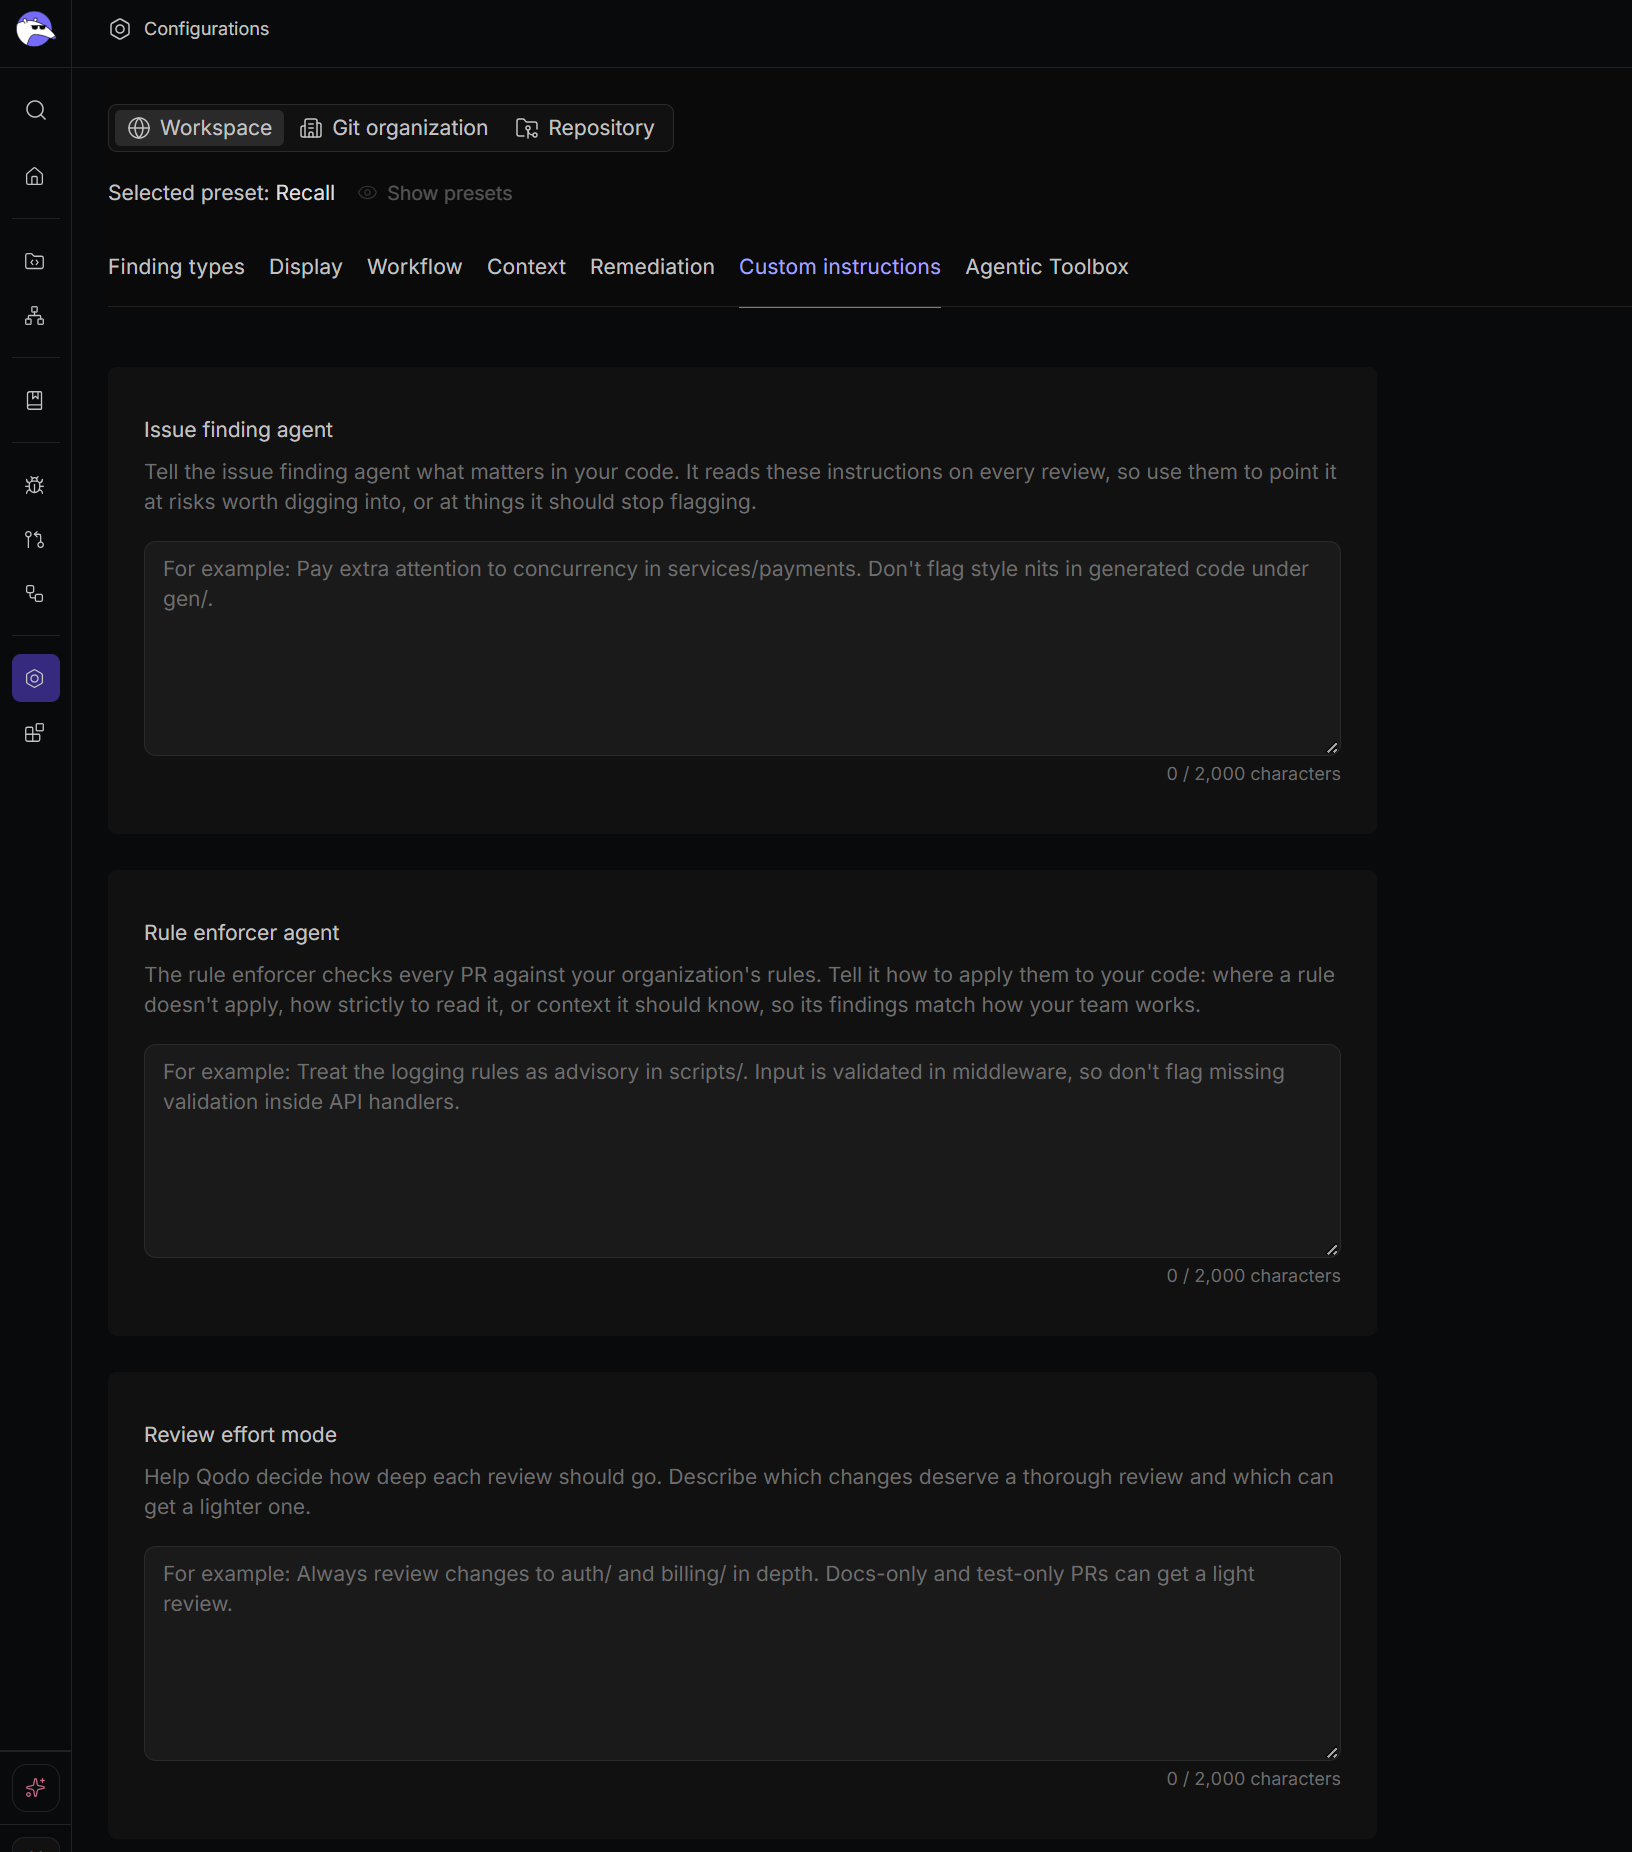 Configurations
Workspace
Git organization
Repository
Selected preset: Recall
Show presets
Finding types
Display
Workflow
Context
Remediation
Custom instructions
Agentic Toolbox
Issue finding agent
Tell the issue finding agent what matters in your code. It reads these instructions on every review, so use them to point it
at risks worth digging into, or at things it should stop flagging.
For example: Pay extra attention to concurrency in services/payments. Don't flag style nits in generated code under
gen/.
0 / 2,000 characters
Rule enforcer agent
The rule enforcer checks every PR against your organization's rules. Tell it how to apply them to your code: where a rule
doesn't apply, how strictly to read it, or context it should know, so its findings match how your team works.
For example: Treat the logging rules as advisory in scripts/. Input is validated in middleware, so don't flag missing
validation inside API handlers.
0 / 2,000 characters
Review effort mode
Help Qodo decide how deep each review should go. Describe which changes deserve a thorough review and which can
get a lighter one.
For example: Always review changes to auth/ and billing/ in depth. Docs-only and test-only PRs can get a light
review.
0 / 2,000 characters